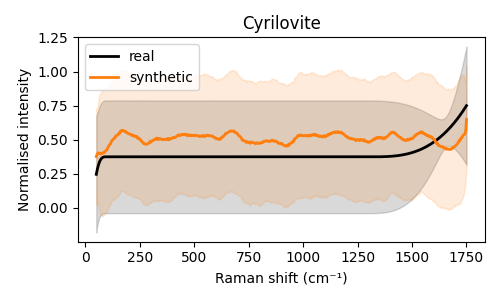 Cyrilovite
real
synthetic
Normalised intensity
1.25
1.00
0.75
0.50
0.25
0.00
0 250 500 750 1000 1250 1500 1750
Raman shift (cm⁻¹)